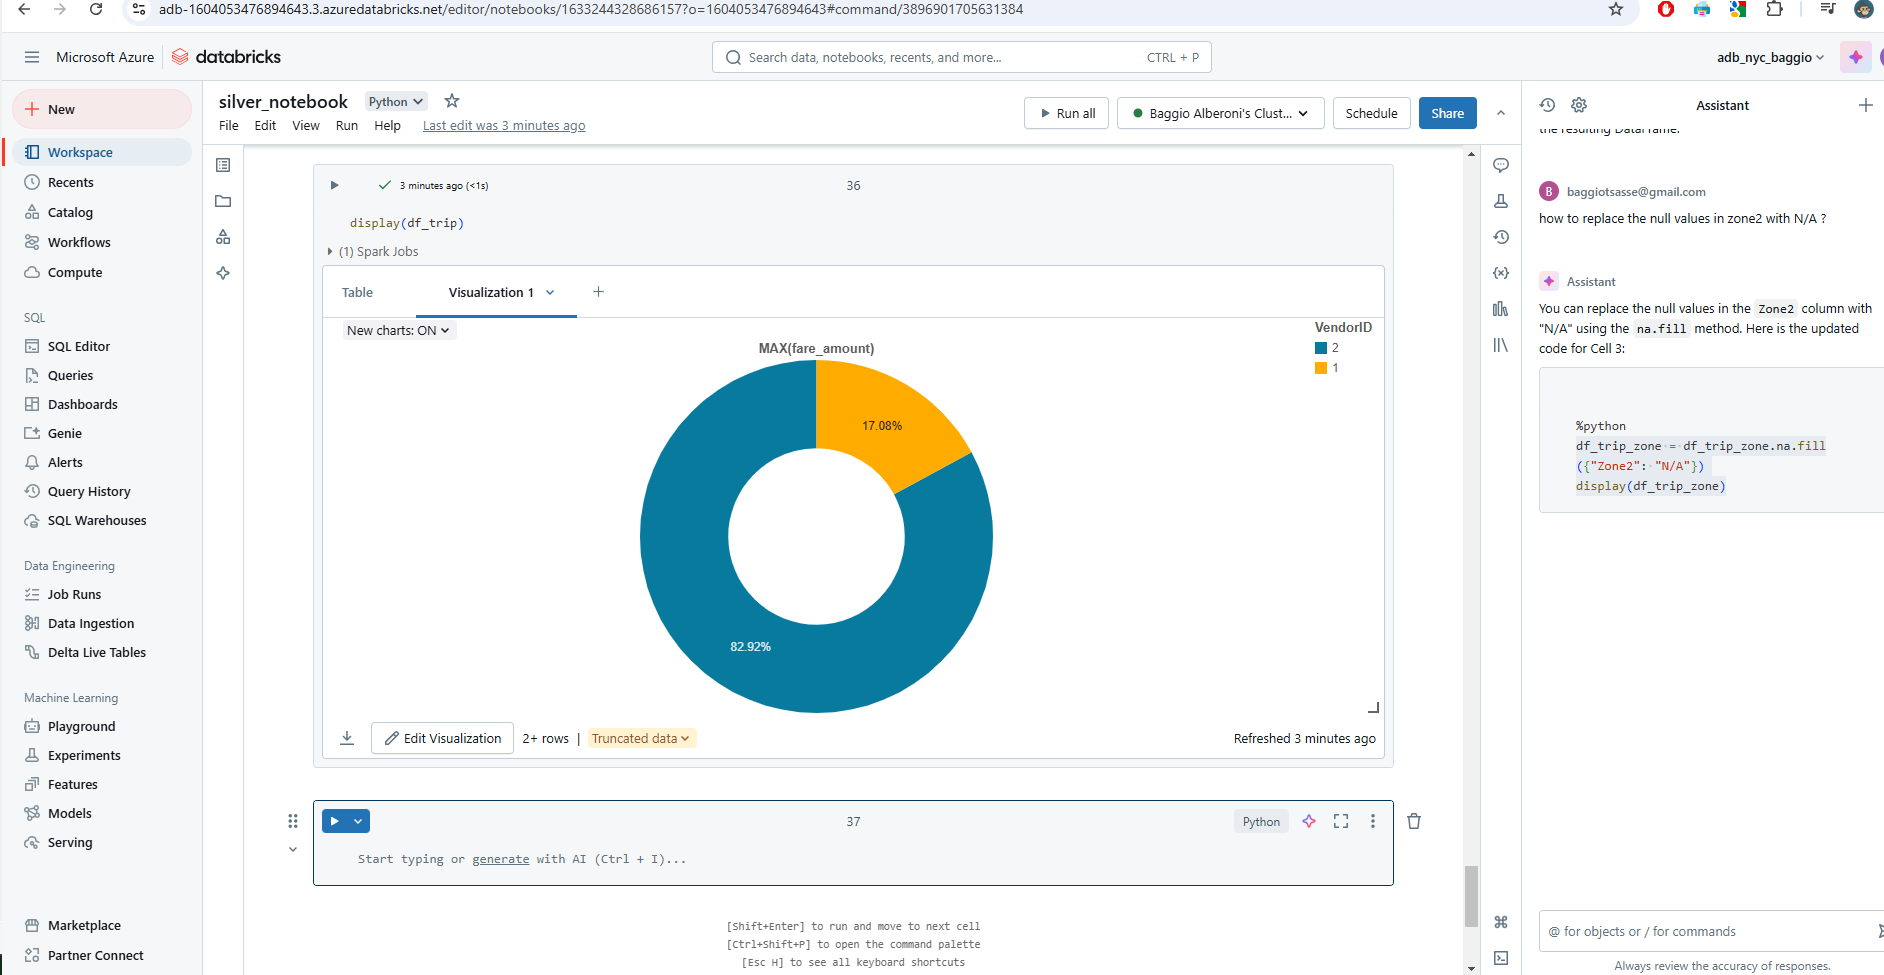 adb-1604053476894643.3.azuredatabricks.net/editor/notebooks/1633244328686157?o=1604053476894643#command/3896901705631384
Microsoft Azure
databricks
Search data, notebooks, recents, and more...
CTRL + P
adb_nyc_baggio
New
Workspace
Recents
Catalog
Workflows
Compute
SQL
SQL Editor
Queries
Dashboards
Genie
Alerts
Query History
SQL Warehouses
Data Engineering
Job Runs
Data Ingestion
Delta Live Tables
Machine Learning
Playground
Experiments
Features
Models
Serving
Marketplace
Partner Connect
silver_notebook
Python
File Edit View Run Help Last edit was 3 minutes ago
Run all
Baggio Alberoni's Clust...
Schedule
Share
3 minutes ago (<1s)
36
display(df_trip)
(1) Spark Jobs
Table
Visualization 1
New charts: ON
MAX(fare_amount)
VendorID
2
1
17.08%
82.92%
Edit Visualization
2+ rows | Truncated data
Refreshed 3 minutes ago
37
Python
Start typing or generate with AI (Ctrl + I)...
[Shift+Enter] to run and move to next cell
[Ctrl+Shift+P] to open the command palette
[Esc H] to see all keyboard shortcuts
Assistant
the resulting DataFrame.
B
baggiotsasse@gmail.com
how to replace the null values in zone2 with N/A ?
Assistant
You can replace the null values in the Zone2 column with
"N/A" using the na.fill method. Here is the updated
code for Cell 3:
%python
df_trip_zone = df_trip_zone.na.fill
({"Zone2": "N/A"})
display(df_trip_zone)
@ for objects or / for commands
Always review the accuracy of responses.